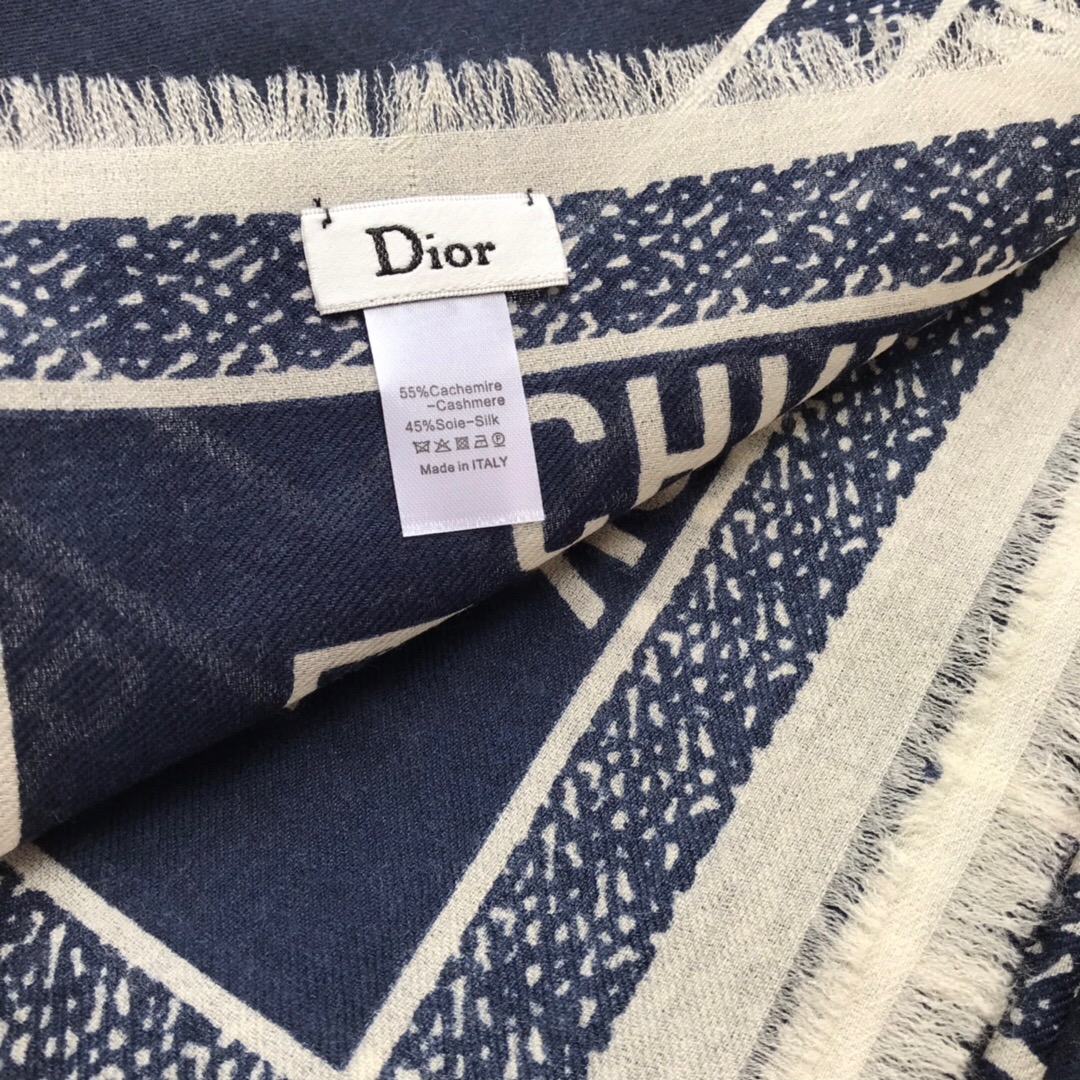 Dior
55%Cachemire
-Cashmere
45%Soie-Silk
Made in ITALY